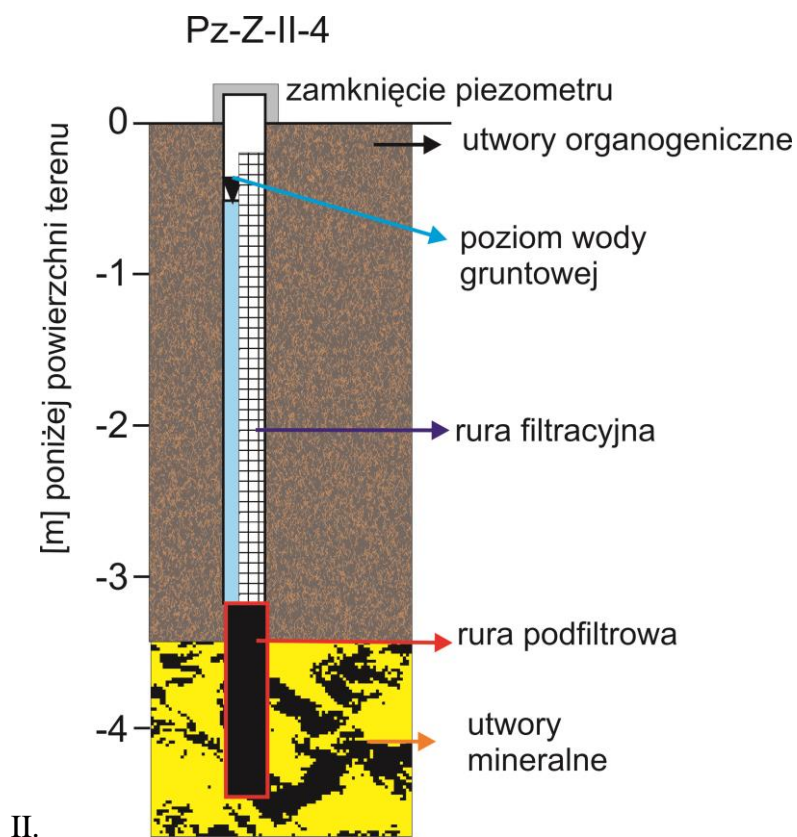 Pz-Z-II-4
zamknięcie piezometru
0
utwory organogeniczne
poziom wody
gruntowej
-1
[m] poniżej powierzchni terenu
-2
rura filtracyjna
-3
rura podfiltrowa
-4
utwory
mineralne
II.